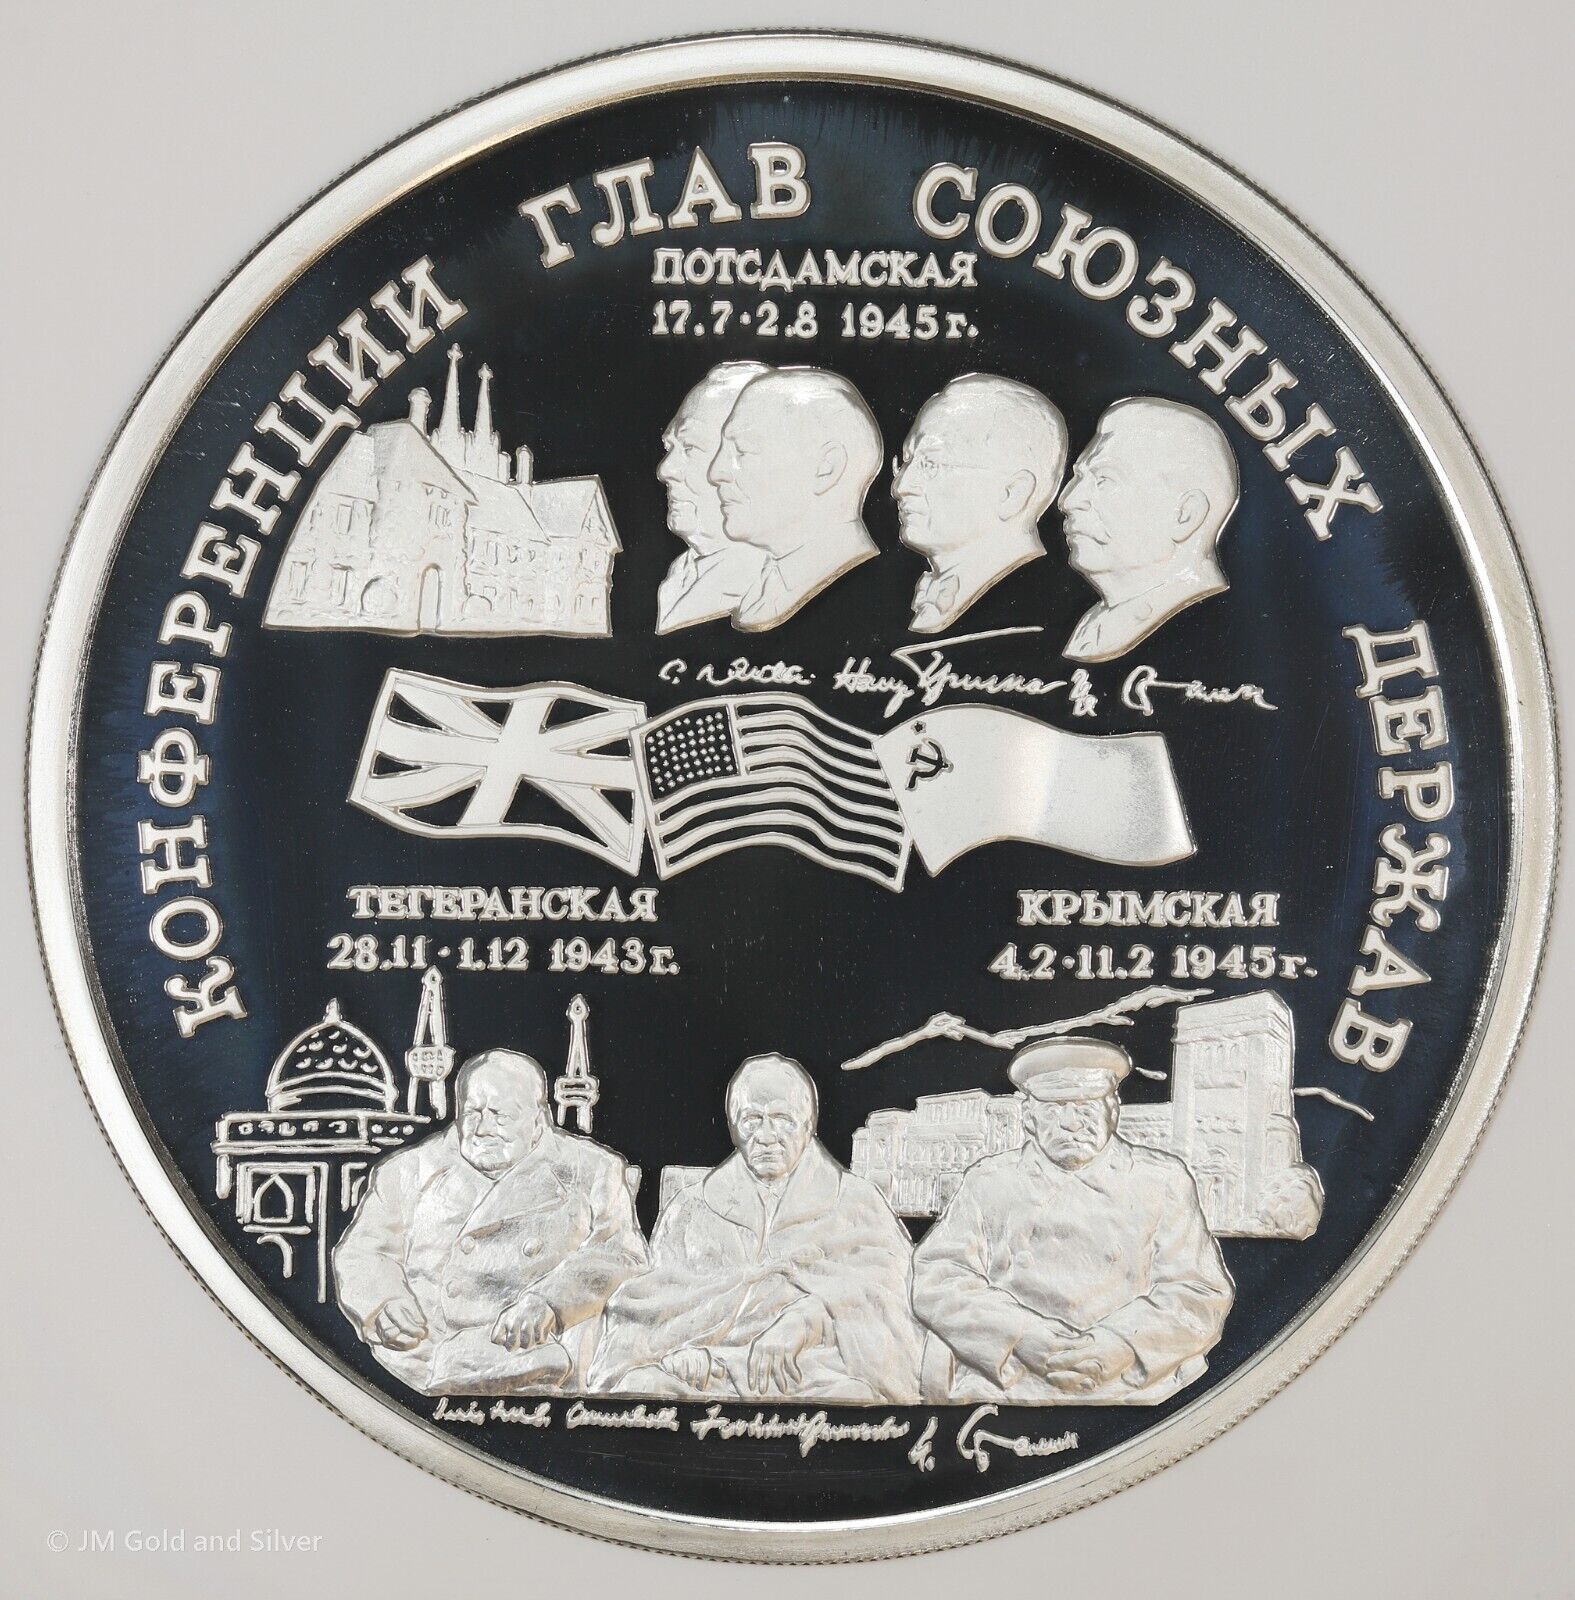 КОНФЕРЕНЦИИ ГЛАВ СОЮЗНЫХ ДЕРЖАВ
ПОТСДАМСКАЯ
17.7·2.8 1945г.
ТЕГЕРАНСКАЯ
28.11·1.12 1943г.
КРЫМСКАЯ
4.2·11.2 1945г.
© JM Gold and Silver